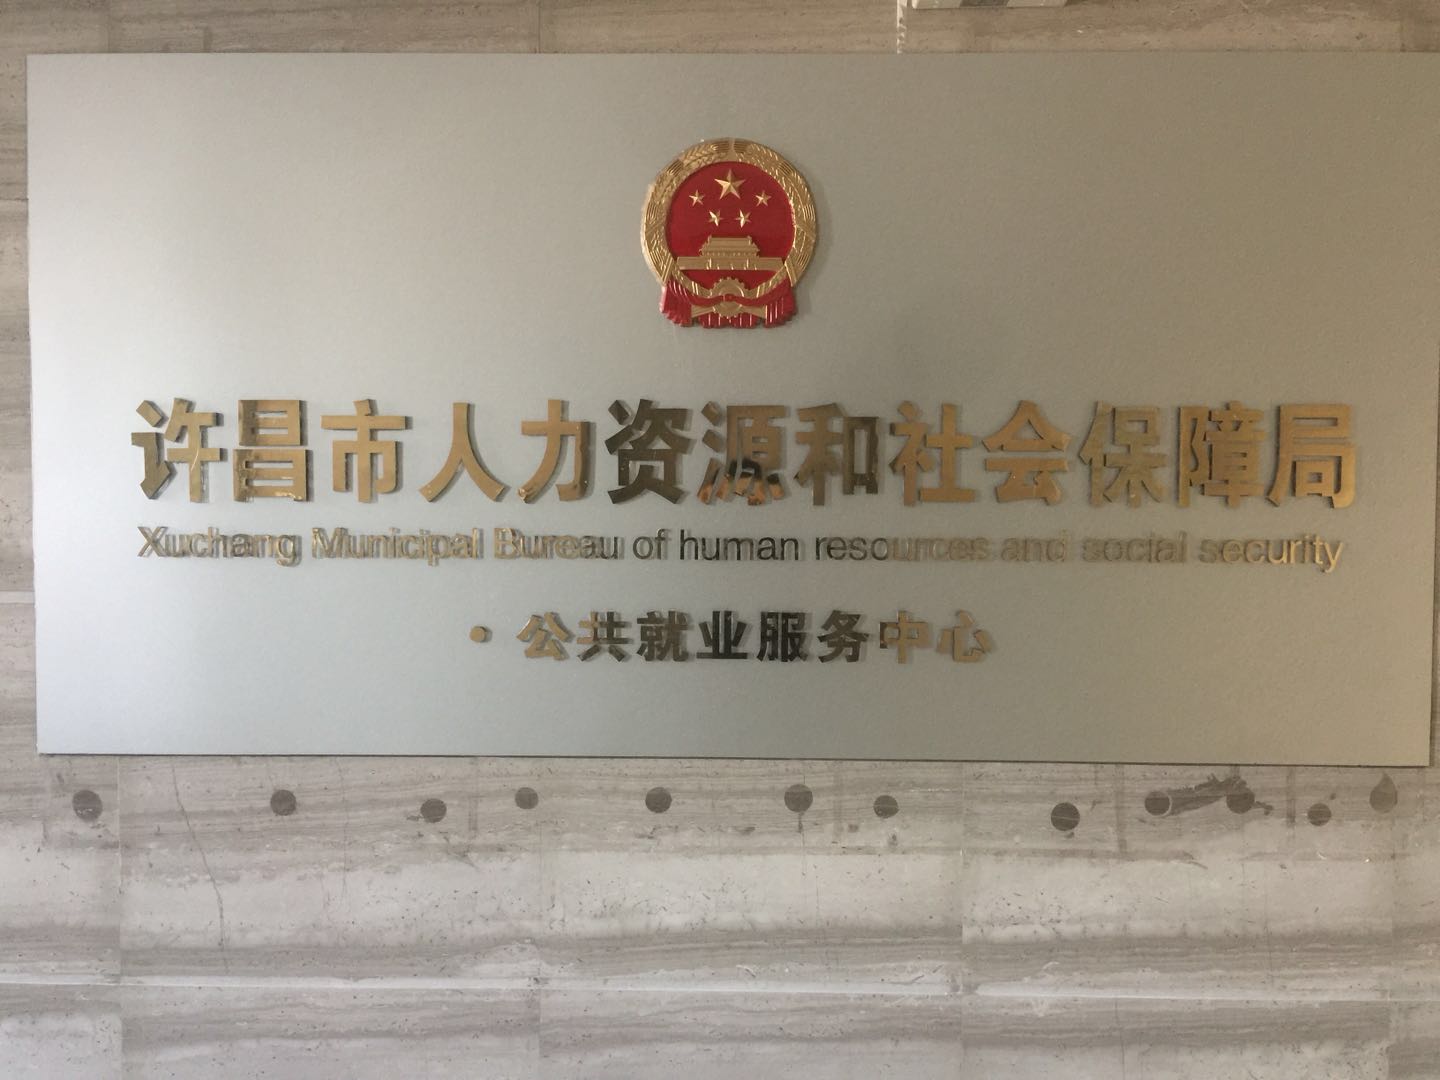 许昌市人力资源和社会保障局
Xuchang Municipal Bureau of human resources and social security
·公共就业服务中心